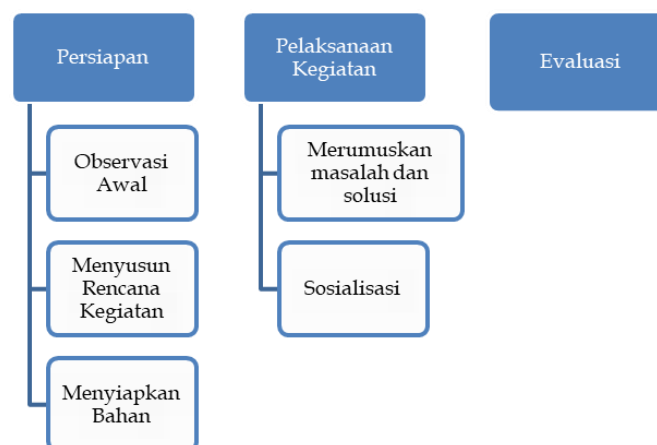 Persiapan
Observasi
Awal
Menyusun
Rencana
Kegiatan
Menyiapkan
Bahan
Pelaksanaan
Kegiatan
Merumuskan
masalah dan
solusi
Sosialisasi
Evaluasi